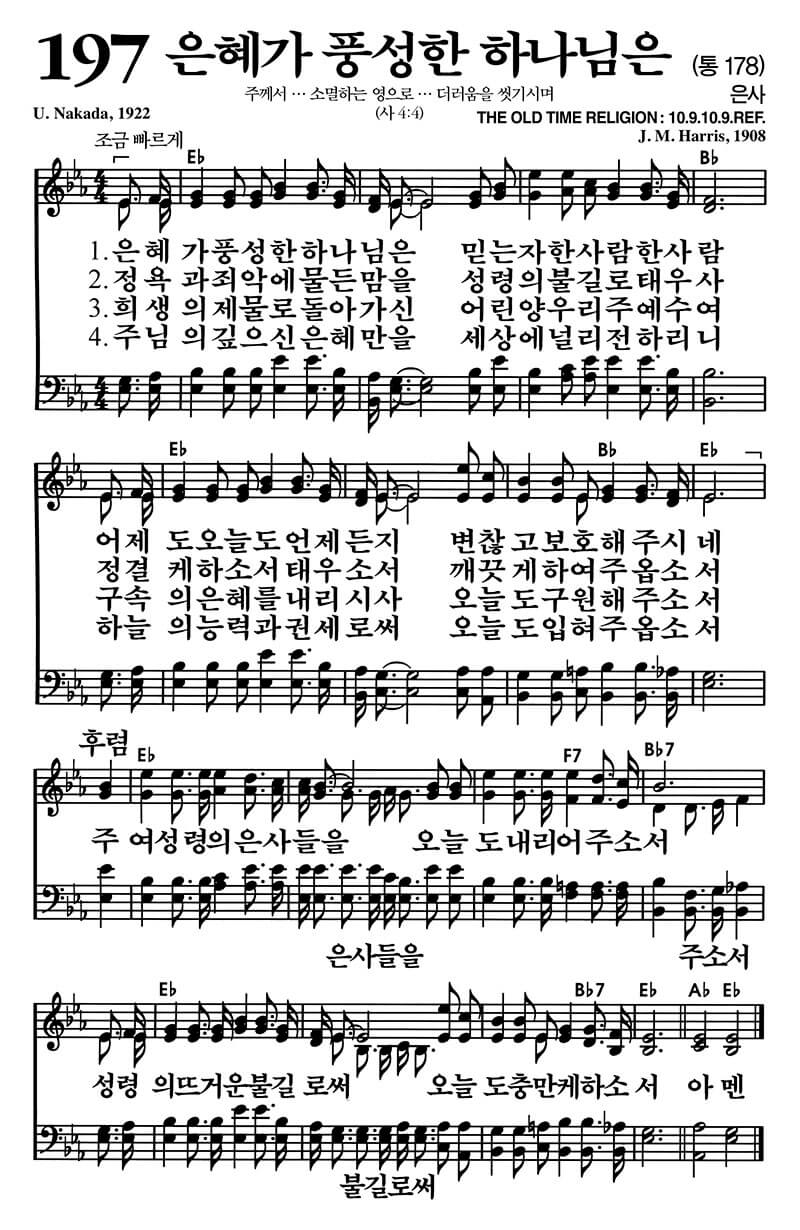 197 은혜가 풍성한 하나님은 (통 178)
주께서 … 소멸하는 영으로 … 더러움을 씻기시며
은사
U. Nakada, 1922
(사 4:4)
THE OLD TIME RELIGION : 10.9.10.9.REF.
조금 빠르게
J. M. Harris, 1908
E♭ B♭
1. 은혜 가풍성한하나님은 믿는자한사람한사람
2. 정욕 과죄악에물든맘을 성령의불길로태우사
3. 희생 의제물로돌아가신 어린양우리주예수여
4. 주님 의깊으신은혜만을 세상에널리전하리니
E♭ B♭ E♭
어제 도오늘도언제든지 변찮고보호해주시네
정결 케하소서태우소서 깨끗게하여주옵소서
구속 의은혜를내리시사 오늘도구원해주소서
하늘 의능력과권세로써 오늘도입혀주옵소서
후렴
E♭ F7 B♭7
주 여성령의은사들을 오늘 도내리어주소서
은사들을 주소서
E♭ B♭7 E♭ A♭ E♭
성령 의뜨거운불길로써 오늘 도충만케하소서 아멘
불길로써